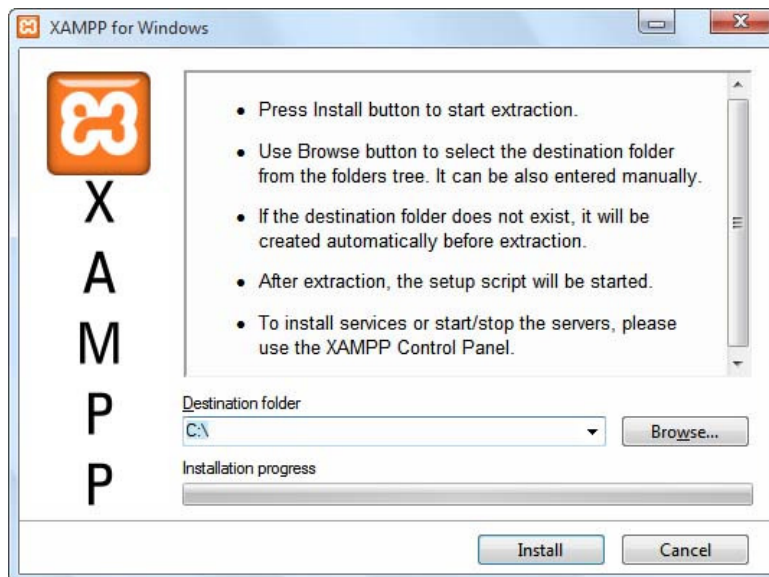 XAMPP for Windows
X
A
M
P
P
• Press Install button to start extraction.
• Use Browse button to select the destination folder
from the folders tree. It can be also entered manually.
• If the destination folder does not exist, it will be
created automatically before extraction.
• After extraction, the setup script will be started.
• To install services or start/stop the servers, please
use the XAMPP Control Panel.
Destination folder
C:\
Browse...
Installation progress
Install
Cancel